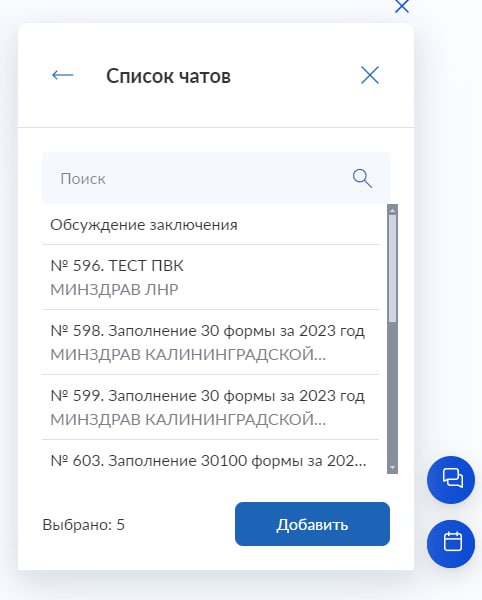 Список чатов
Поиск
Обсуждение заключения
№ 596. ТЕСТ ПВК
МИНЗДРАВ ЛНР
№ 598. Заполнение 30 формы за 2023 год
МИНЗДРАВ КАЛИНИНГРАДСКОЙ...
№ 599. Заполнение 30 формы за 2023 год
МИНЗДРАВ КАЛИНИНГРАДСКОЙ...
№ 603. Заполнение 30100 формы за 202...
Выбрано: 5
Добавить